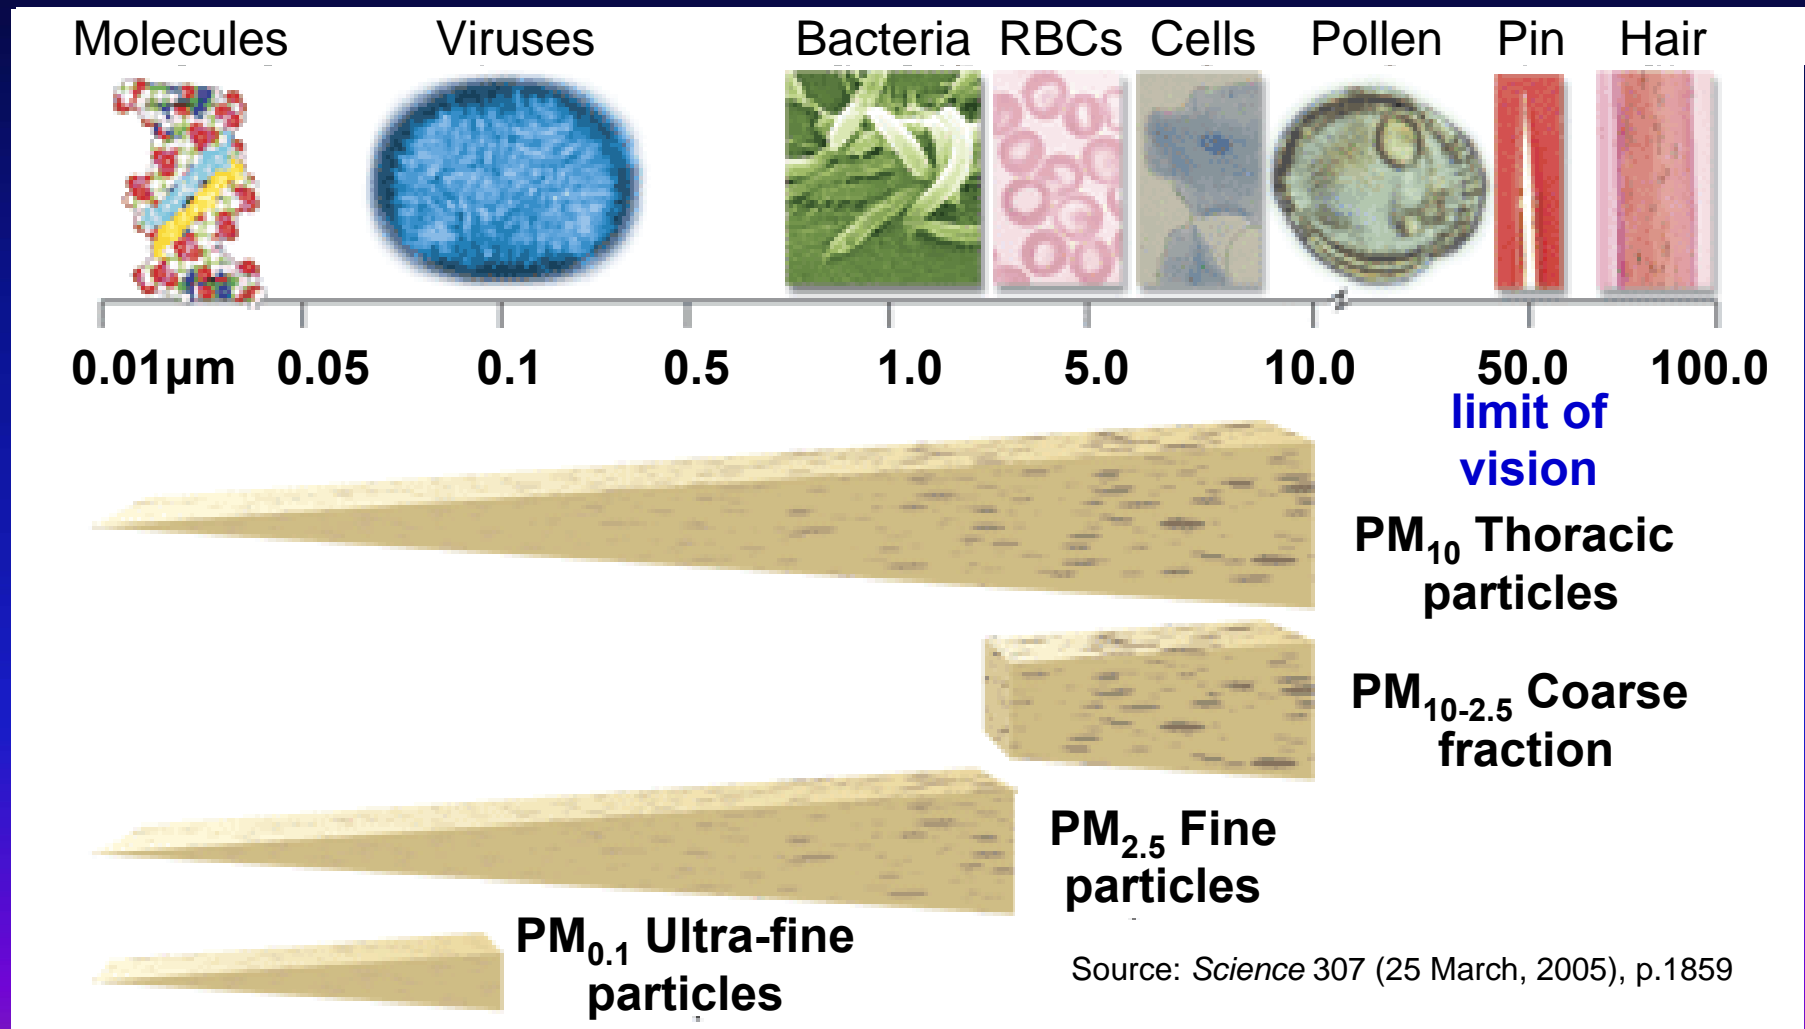 Molecules Viruses Bacteria RBCs Cells Pollen Pin Hair
0.01µm 0.05 0.1 0.5 1.0 5.0 10.0 50.0 100.0
limit of
vision
PM10 Thoracic
particles
PM10-2.5 Coarse
fraction
PM2.5 Fine
particles
PM0.1 Ultra-fine
particles
Source: Science 307 (25 March, 2005), p.1859